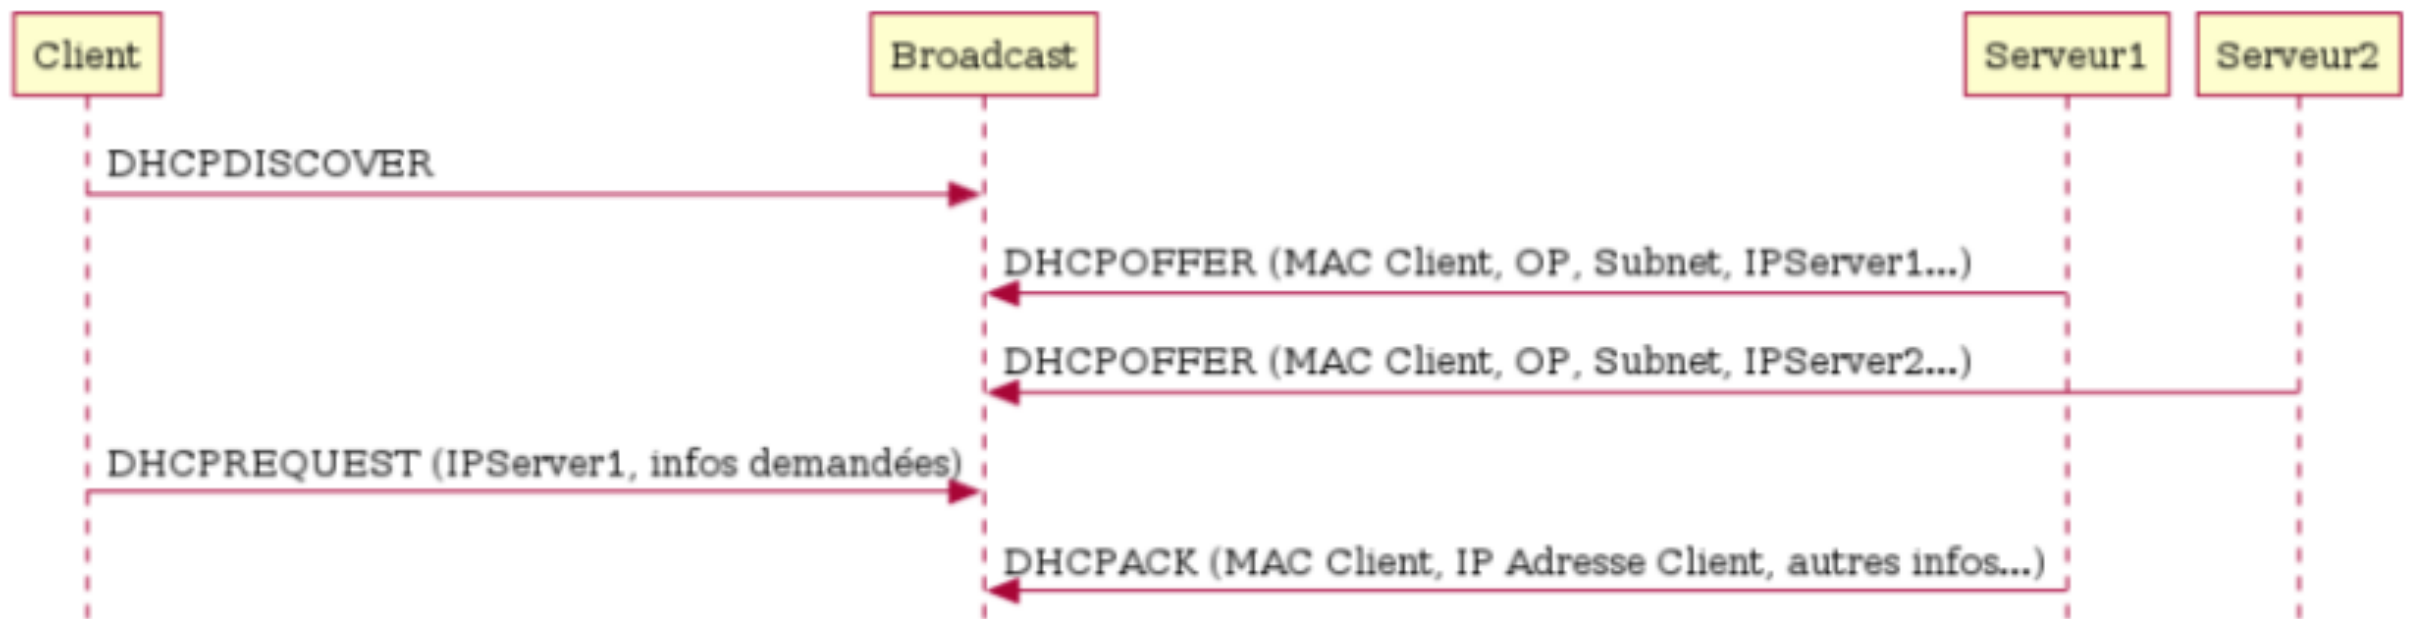 Client
Broadcast
Serveur1
Serveur2
DHCPDISCOVER
DHCPOFFER (MAC Client, OP, Subnet, IPServer1...)
DHCPOFFER (MAC Client, OP, Subnet, IPServer2...)
DHCPREQUEST (IPServer1, infos demandées)
DHCPACK (MAC Client, IP Adresse Client, autres infos...)